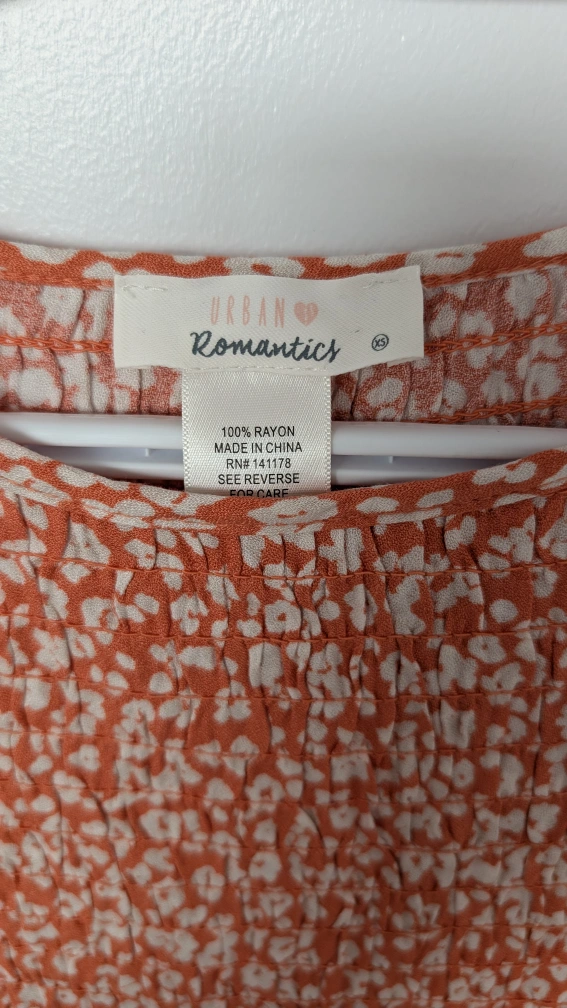 URBAN
Romantics
XS
100% RAYON
MADE IN CHINA
RN# 141178
SEE REVERSE
FOR CARE